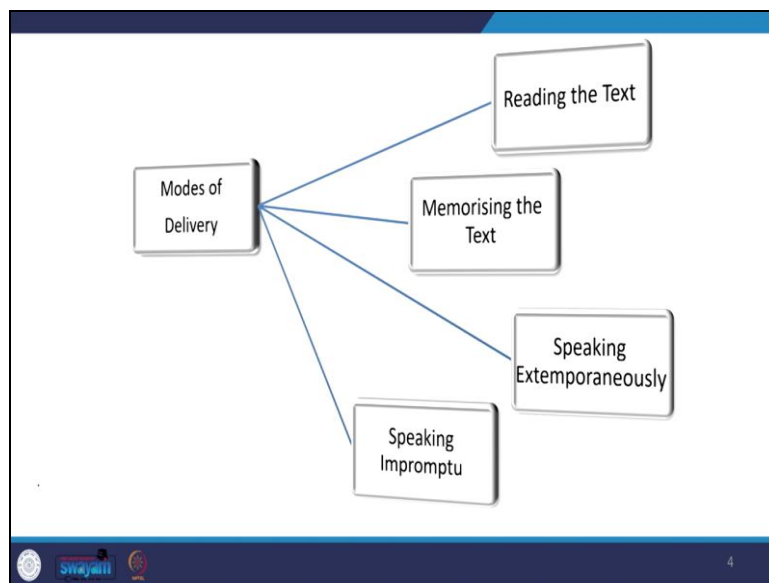 Reading the Text
Modes of
Delivery
Memorising the
Text
Speaking
Extemporaneously
Speaking
Impromptu
swayam
4